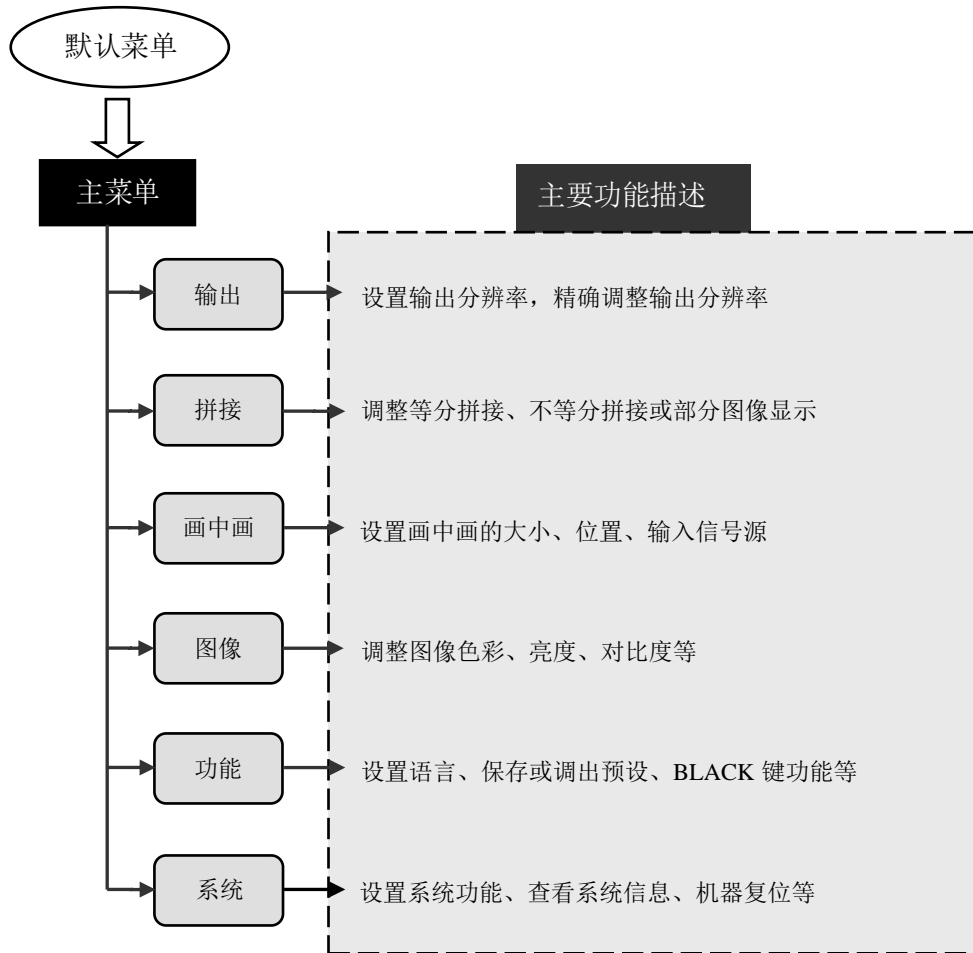 默认菜单
主菜单
主要功能描述
输出
设置输出分辨率，精确调整输出分辨率
拼接
调整等分拼接、不等分拼接或部分图像显示
画中画
设置画中画的大小、位置、输入信号源
图像
调整图像色彩、亮度、对比度等
功能
设置语言、保存或调出预设、BLACK 键功能等
系统
设置系统功能、查看系统信息、机器复位等